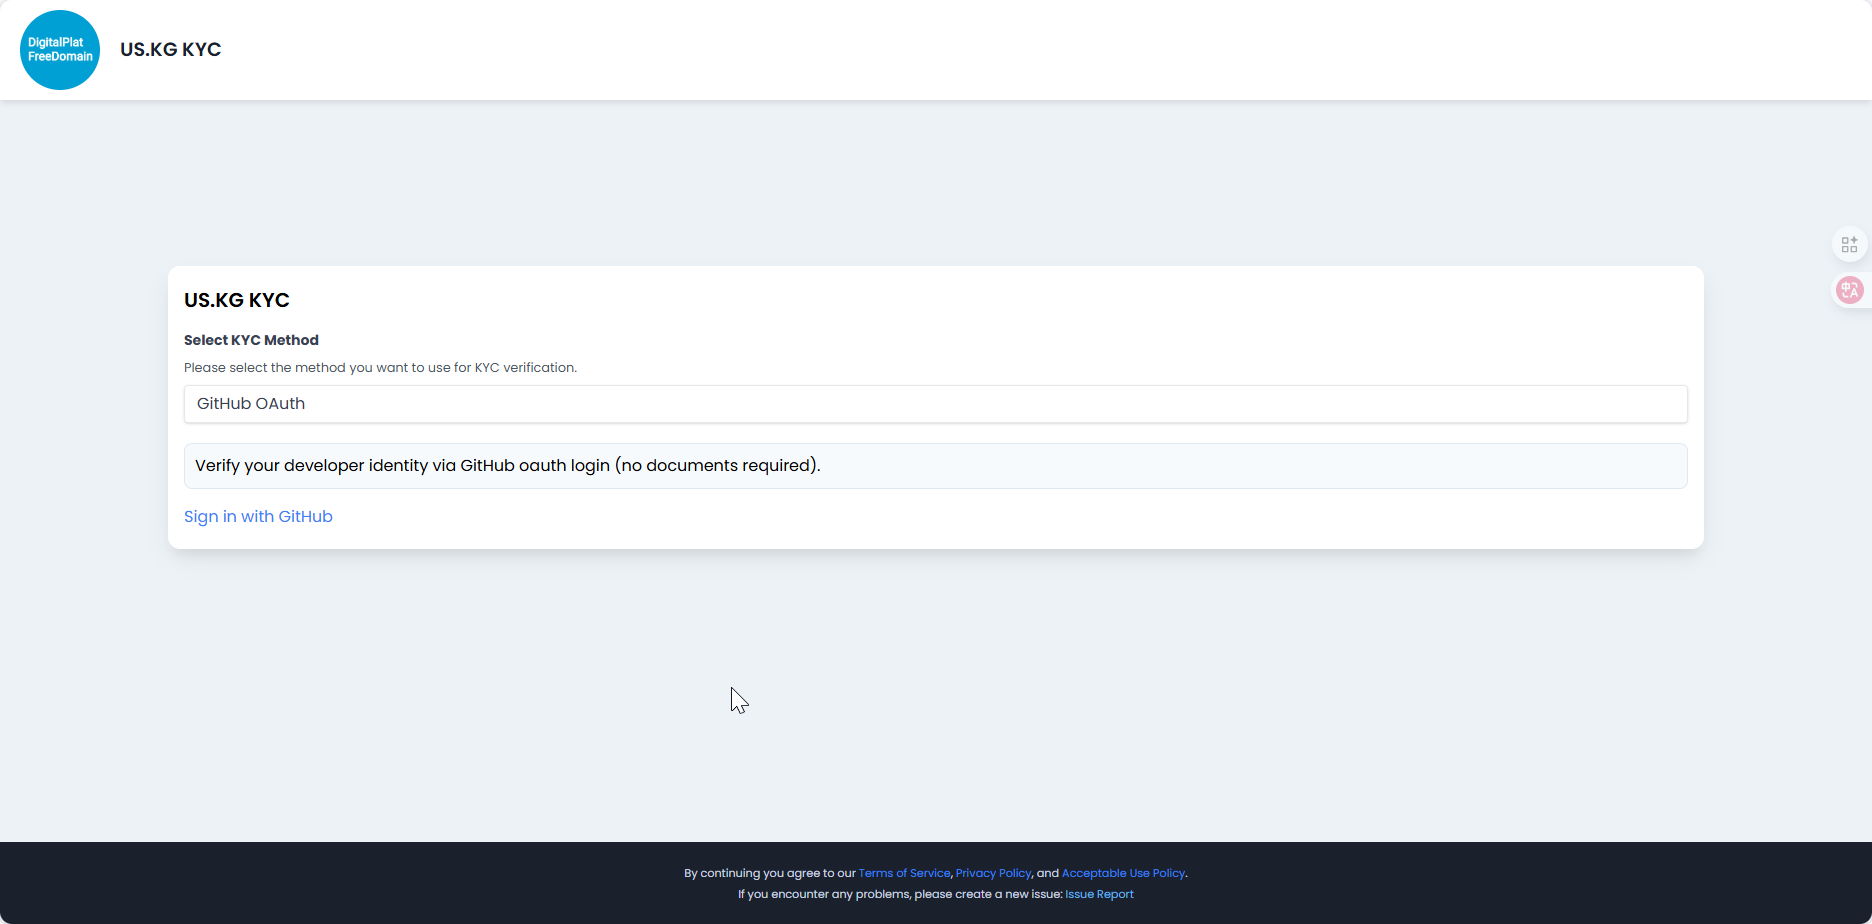 DigitalPlat
FreeDomain
US.KG KYC
US.KG KYC
Select KYC Method
Please select the method you want to use for KYC verification.
GitHub OAuth
Verify your developer identity via GitHub oauth login (no documents required).
Sign in with GitHub
By continuing you agree to our Terms of Service, Privacy Policy, and Acceptable Use Policy.
If you encounter any problems, please create a new issue: Issue Report